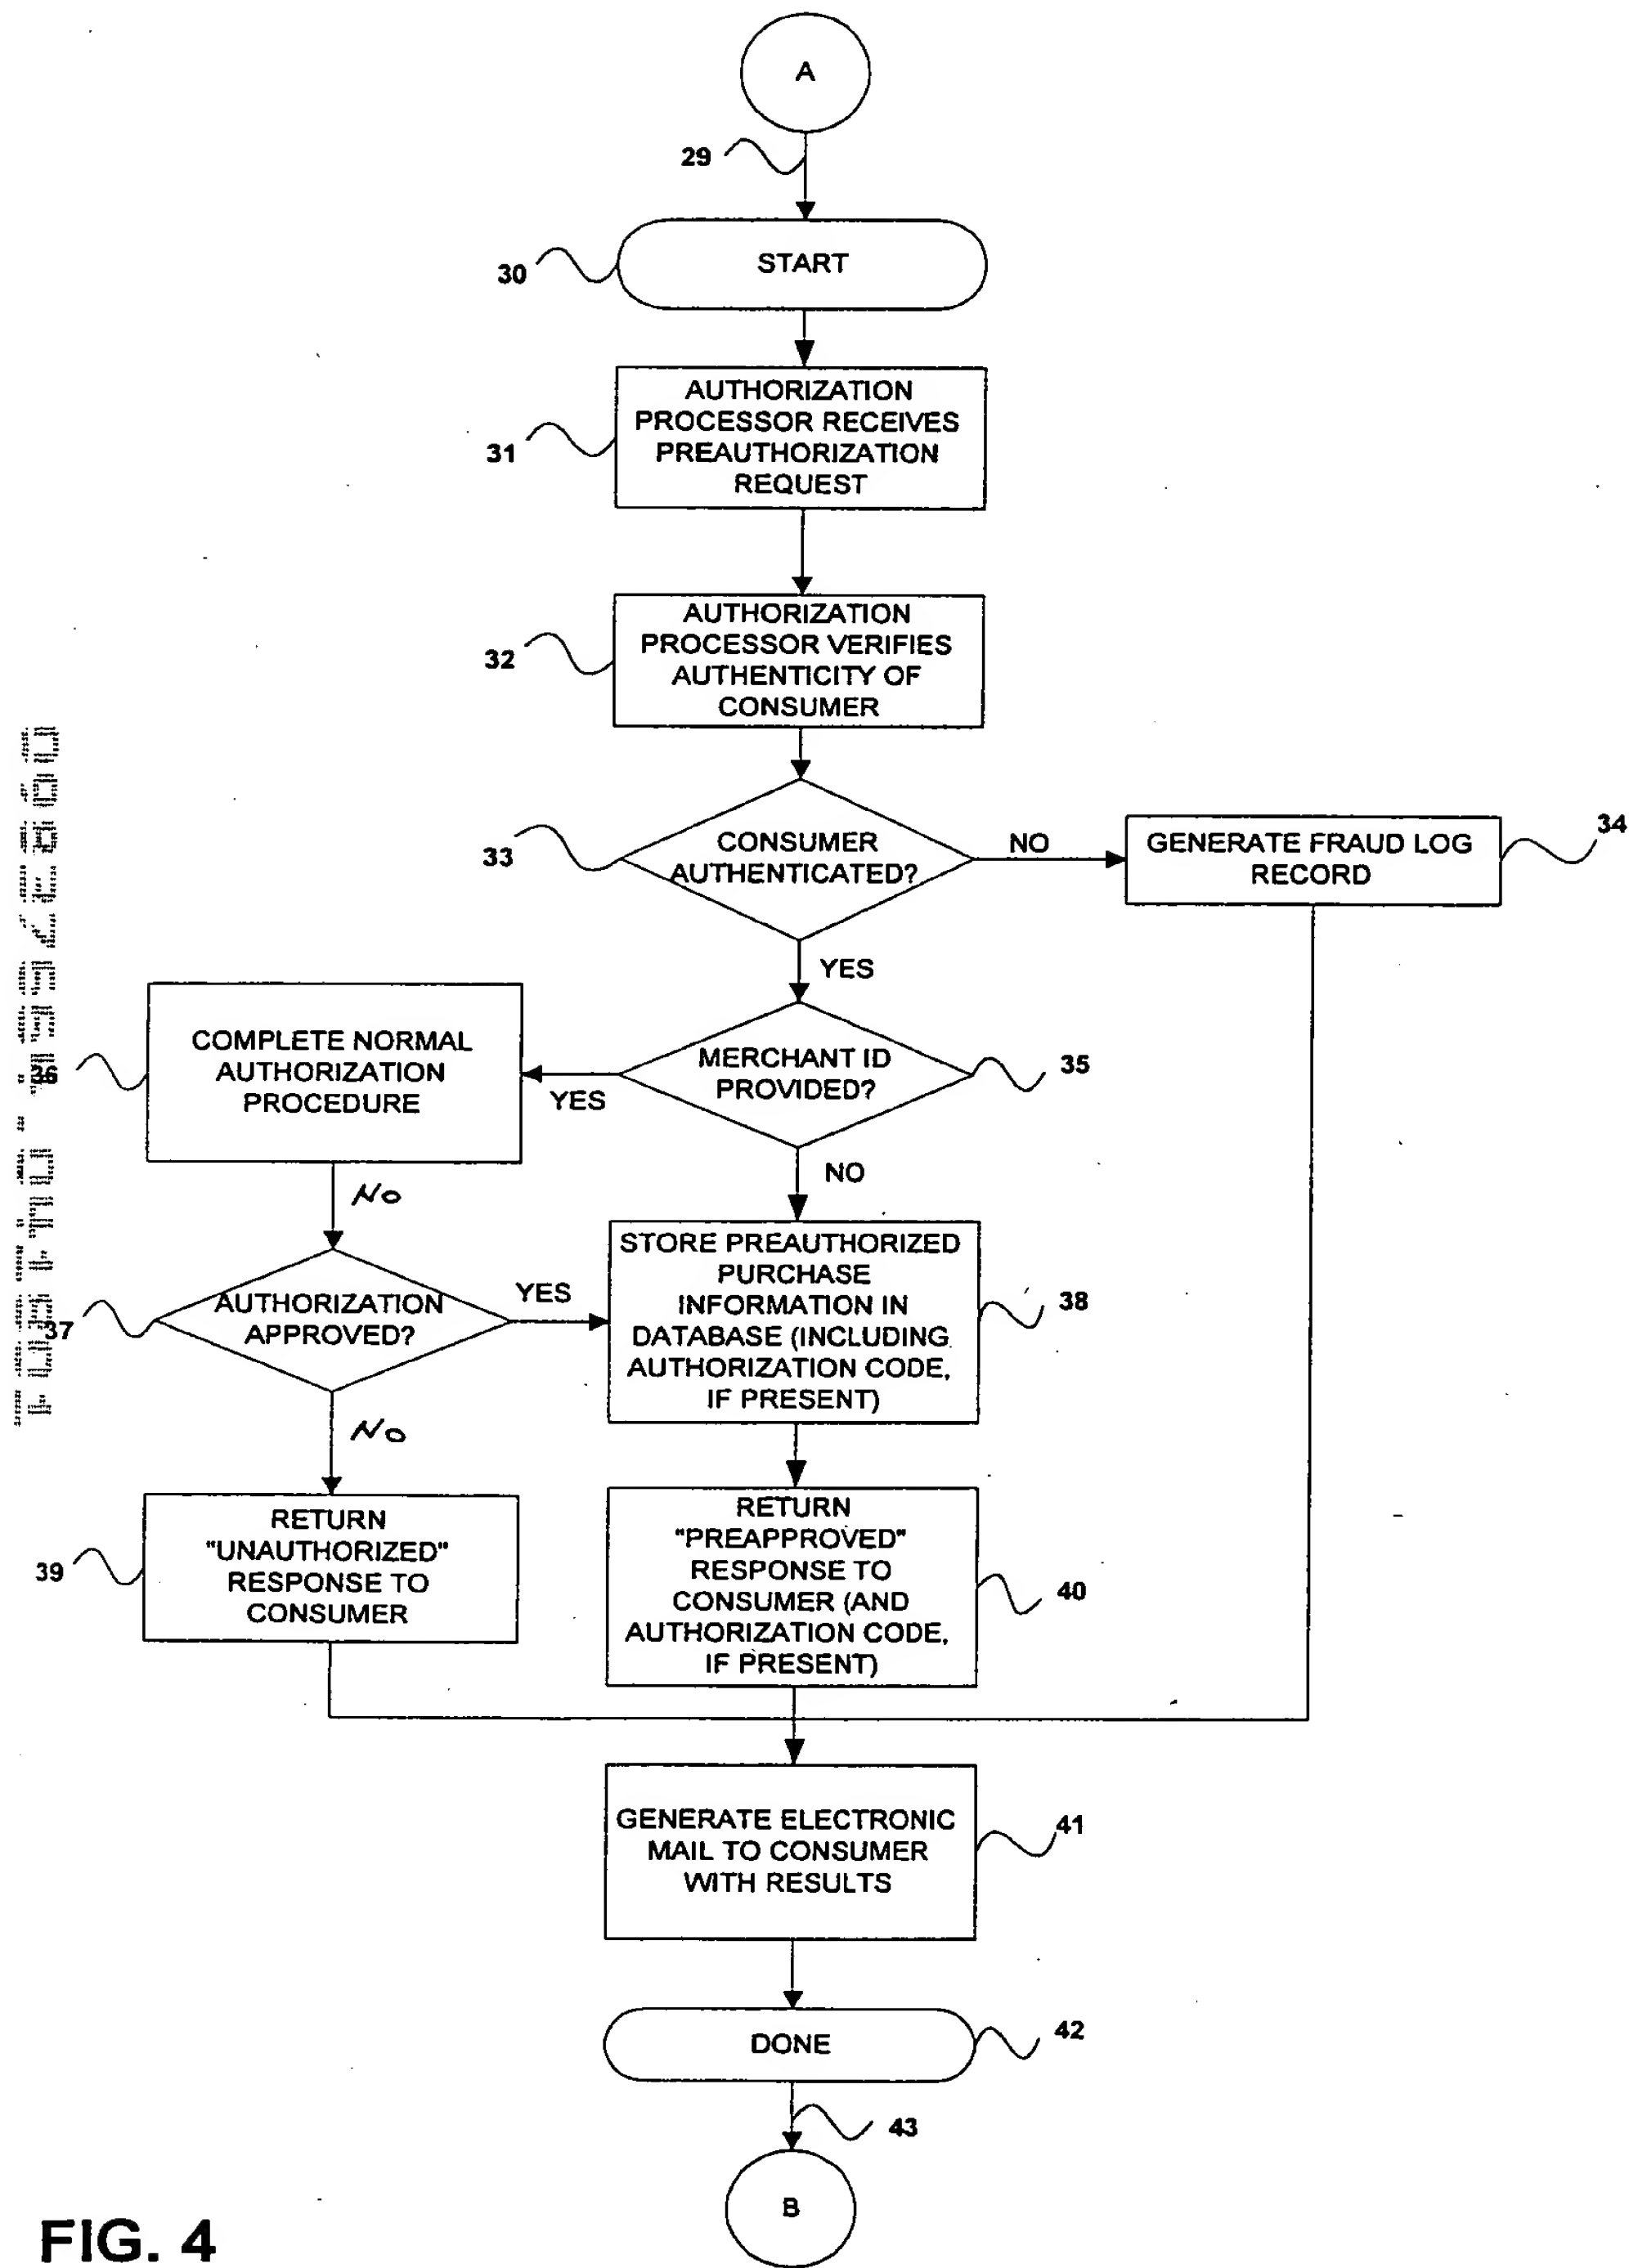 A
29
START
30
AUTHORIZATION
PROCESSOR RECEIVES
PREAUTHORIZATION
REQUEST
31
AUTHORIZATION
PROCESSOR VERIFIES
AUTHENTICITY OF
CONSUMER
32
CONSUMER
AUTHENTICATED?
33
NO
GENERATE FRAUD LOG
RECORD
34
YES
MERCHANT ID
PROVIDED?
35
YES
COMPLETE NORMAL
AUTHORIZATION
PROCEDURE
36
NO
No
AUTHORIZATION
APPROVED?
37
YES
STORE PREAUTHORIZED
PURCHASE
INFORMATION IN
DATABASE (INCLUDING
AUTHORIZATION CODE,
IF PRESENT)
38
No
RETURN
"UNAUTHORIZED"
RESPONSE TO
CONSUMER
39
RETURN
"PREAPPROVED"
RESPONSE TO
CONSUMER (AND
AUTHORIZATION CODE,
IF PRESENT)
40
GENERATE ELECTRONIC
MAIL TO CONSUMER
WITH RESULTS
41
DONE
42
43
B
FIG. 4